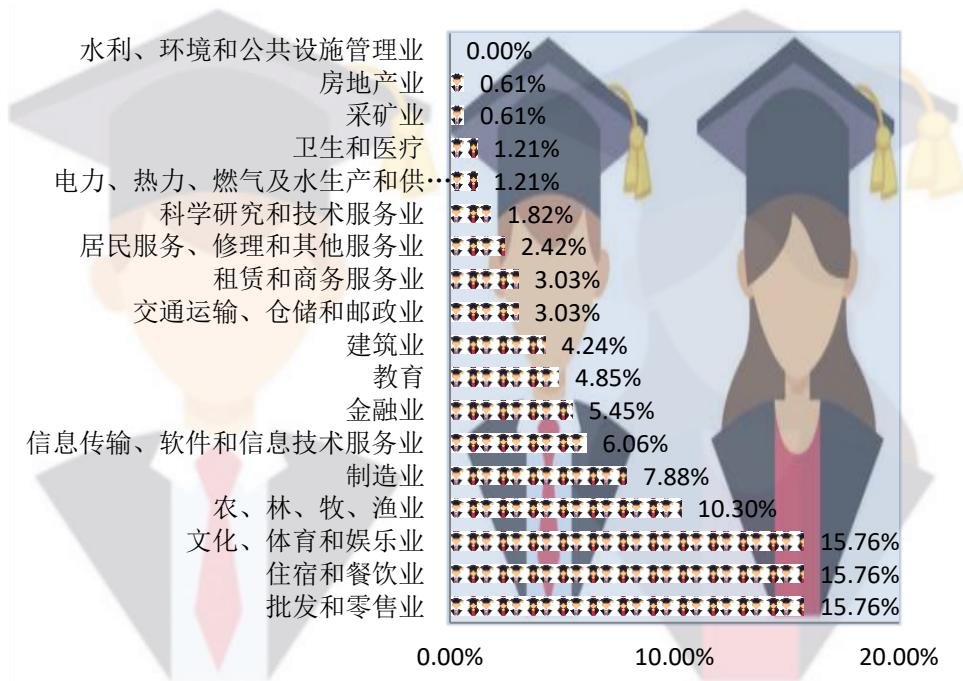 水利、环境和公共设施管理业 0.00%
房地产业 0.61%
采矿业 0.61%
卫生和医疗 1.21%
电力、热力、燃气及水生产和供… 1.21%
科学研究和技术服务业 1.82%
居民服务、修理和其他服务业 2.42%
租赁和商务服务业 3.03%
交通运输、仓储和邮政业 3.03%
建筑业 4.24%
教育 4.85%
金融业 5.45%
信息传输、软件和信息技术服务业 6.06%
制造业 7.88%
农、林、牧、渔业 10.30%
文化、体育和娱乐业 15.76%
住宿和餐饮业 15.76%
批发和零售业 15.76%
0.00% 10.00% 20.00%